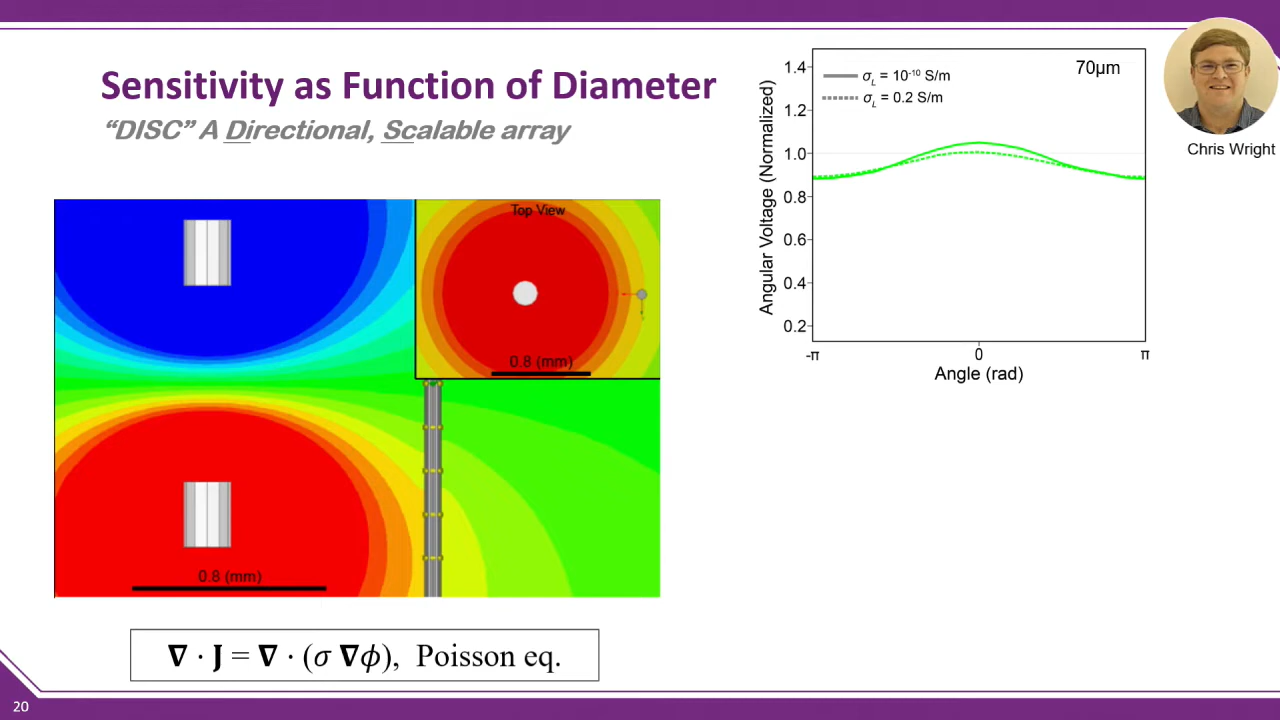 Sensitivity as Function of Diameter
“DISC” A Directional, Scalable array
Top View
0.8 (mm)
0.8 (mm)
∇ · J = ∇ · (σ ∇ϕ), Poisson eq.
20
70µm
σL = 10-10 S/m
σL = 0.2 S/m
Angular Voltage (Normalized)
1.4
1.2
1.0
0.8
0.6
0.4
0.2
-π 0 π
Angle (rad)
Chris Wright